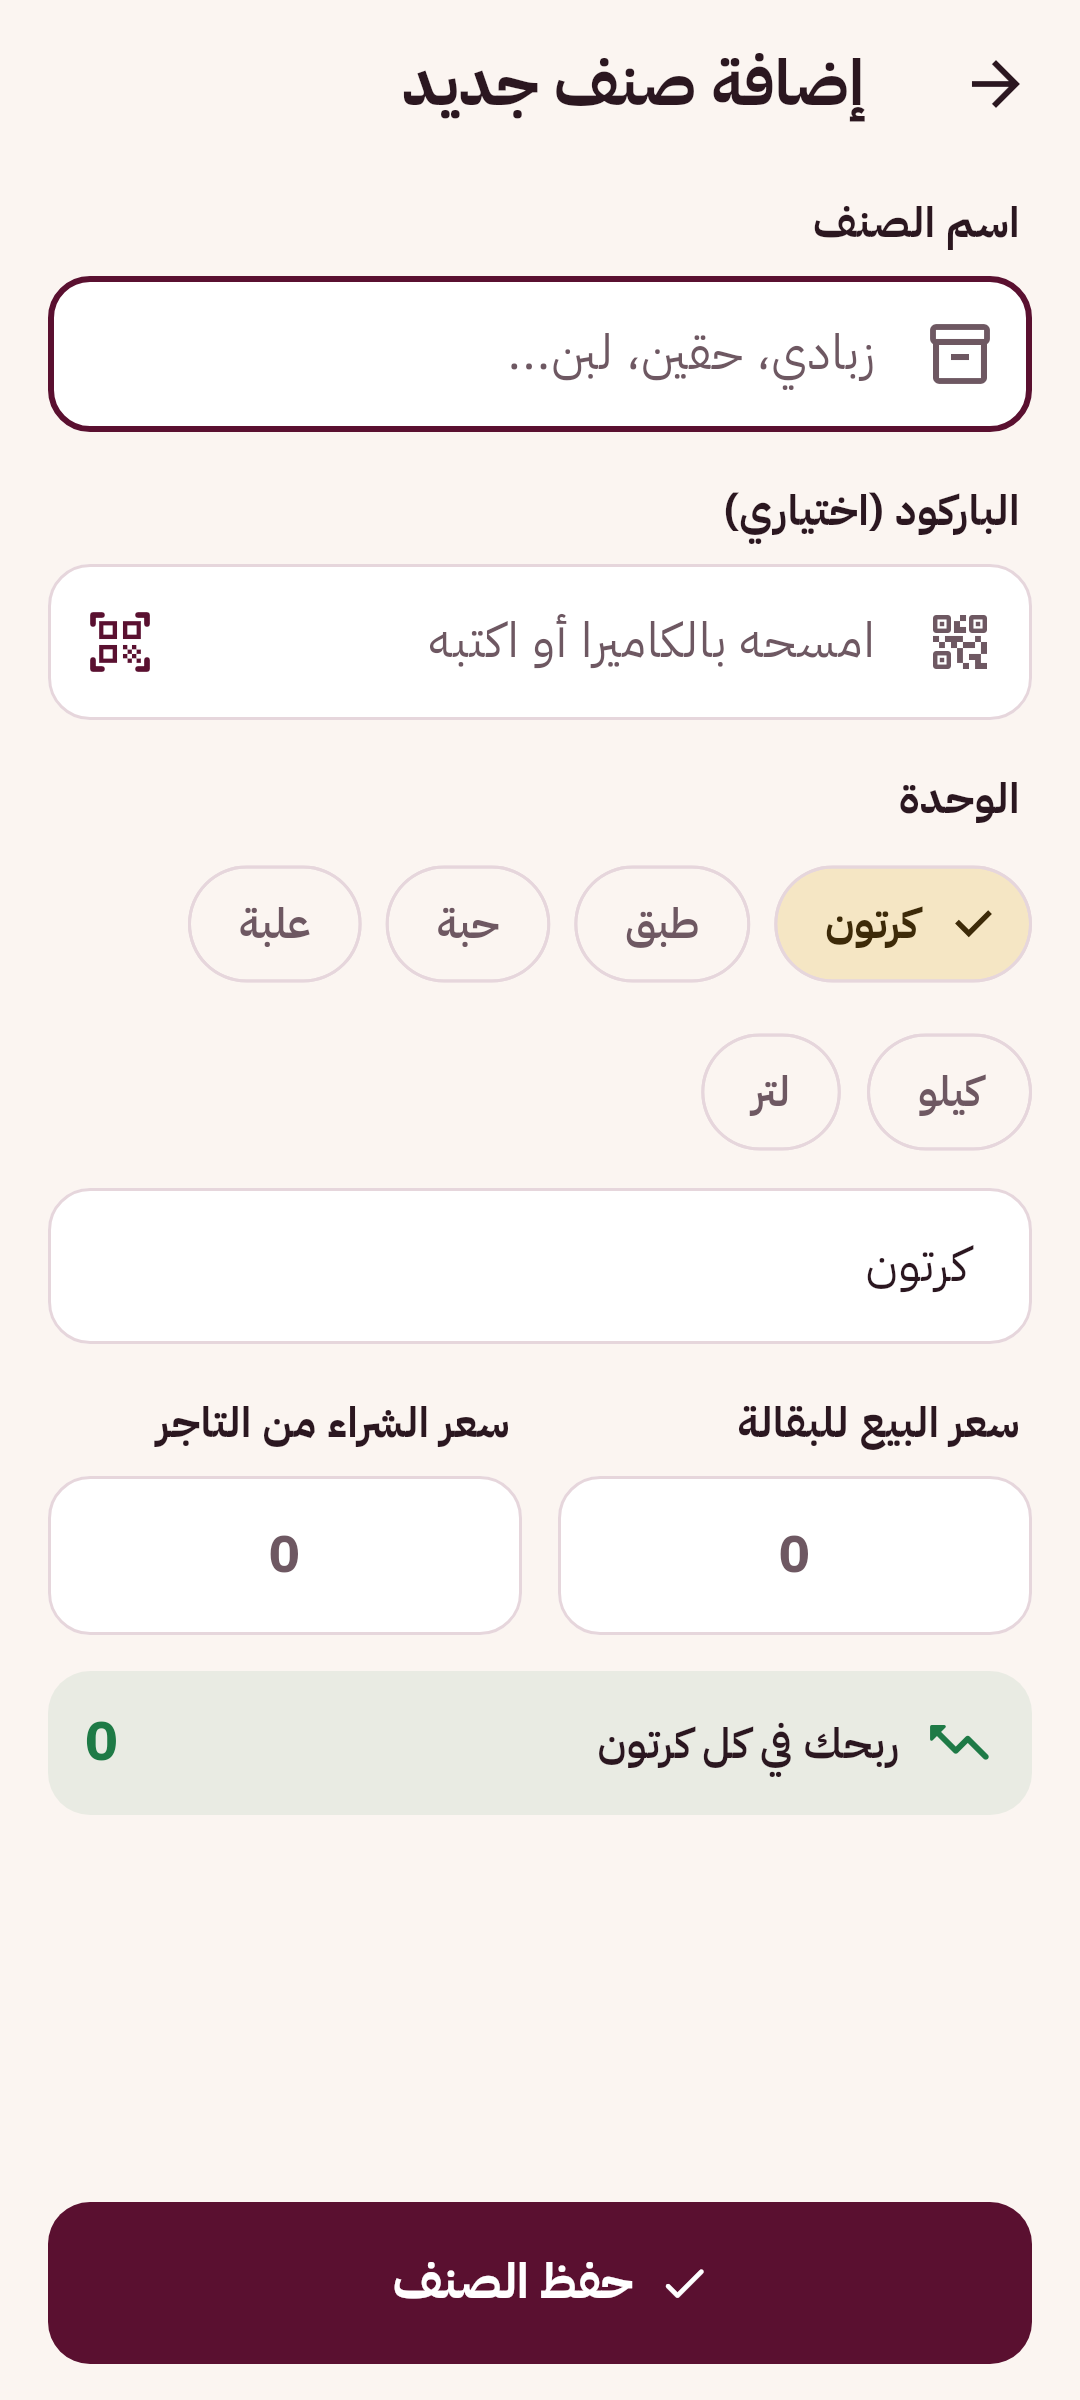 إضافة صنف جديد
اسم الصنف
زبادي، حقين، لبن...
الباركود (اختياري)
امسحه بالكاميرا أو اكتبه
الوحدة
كرتون
طبق
حبة
علبة
كيلو
لتر
كرتون
سعر البيع للبقالة
سعر الشراء من التاجر
0
0
ربحك في كل كرتون
0
حفظ الصنف